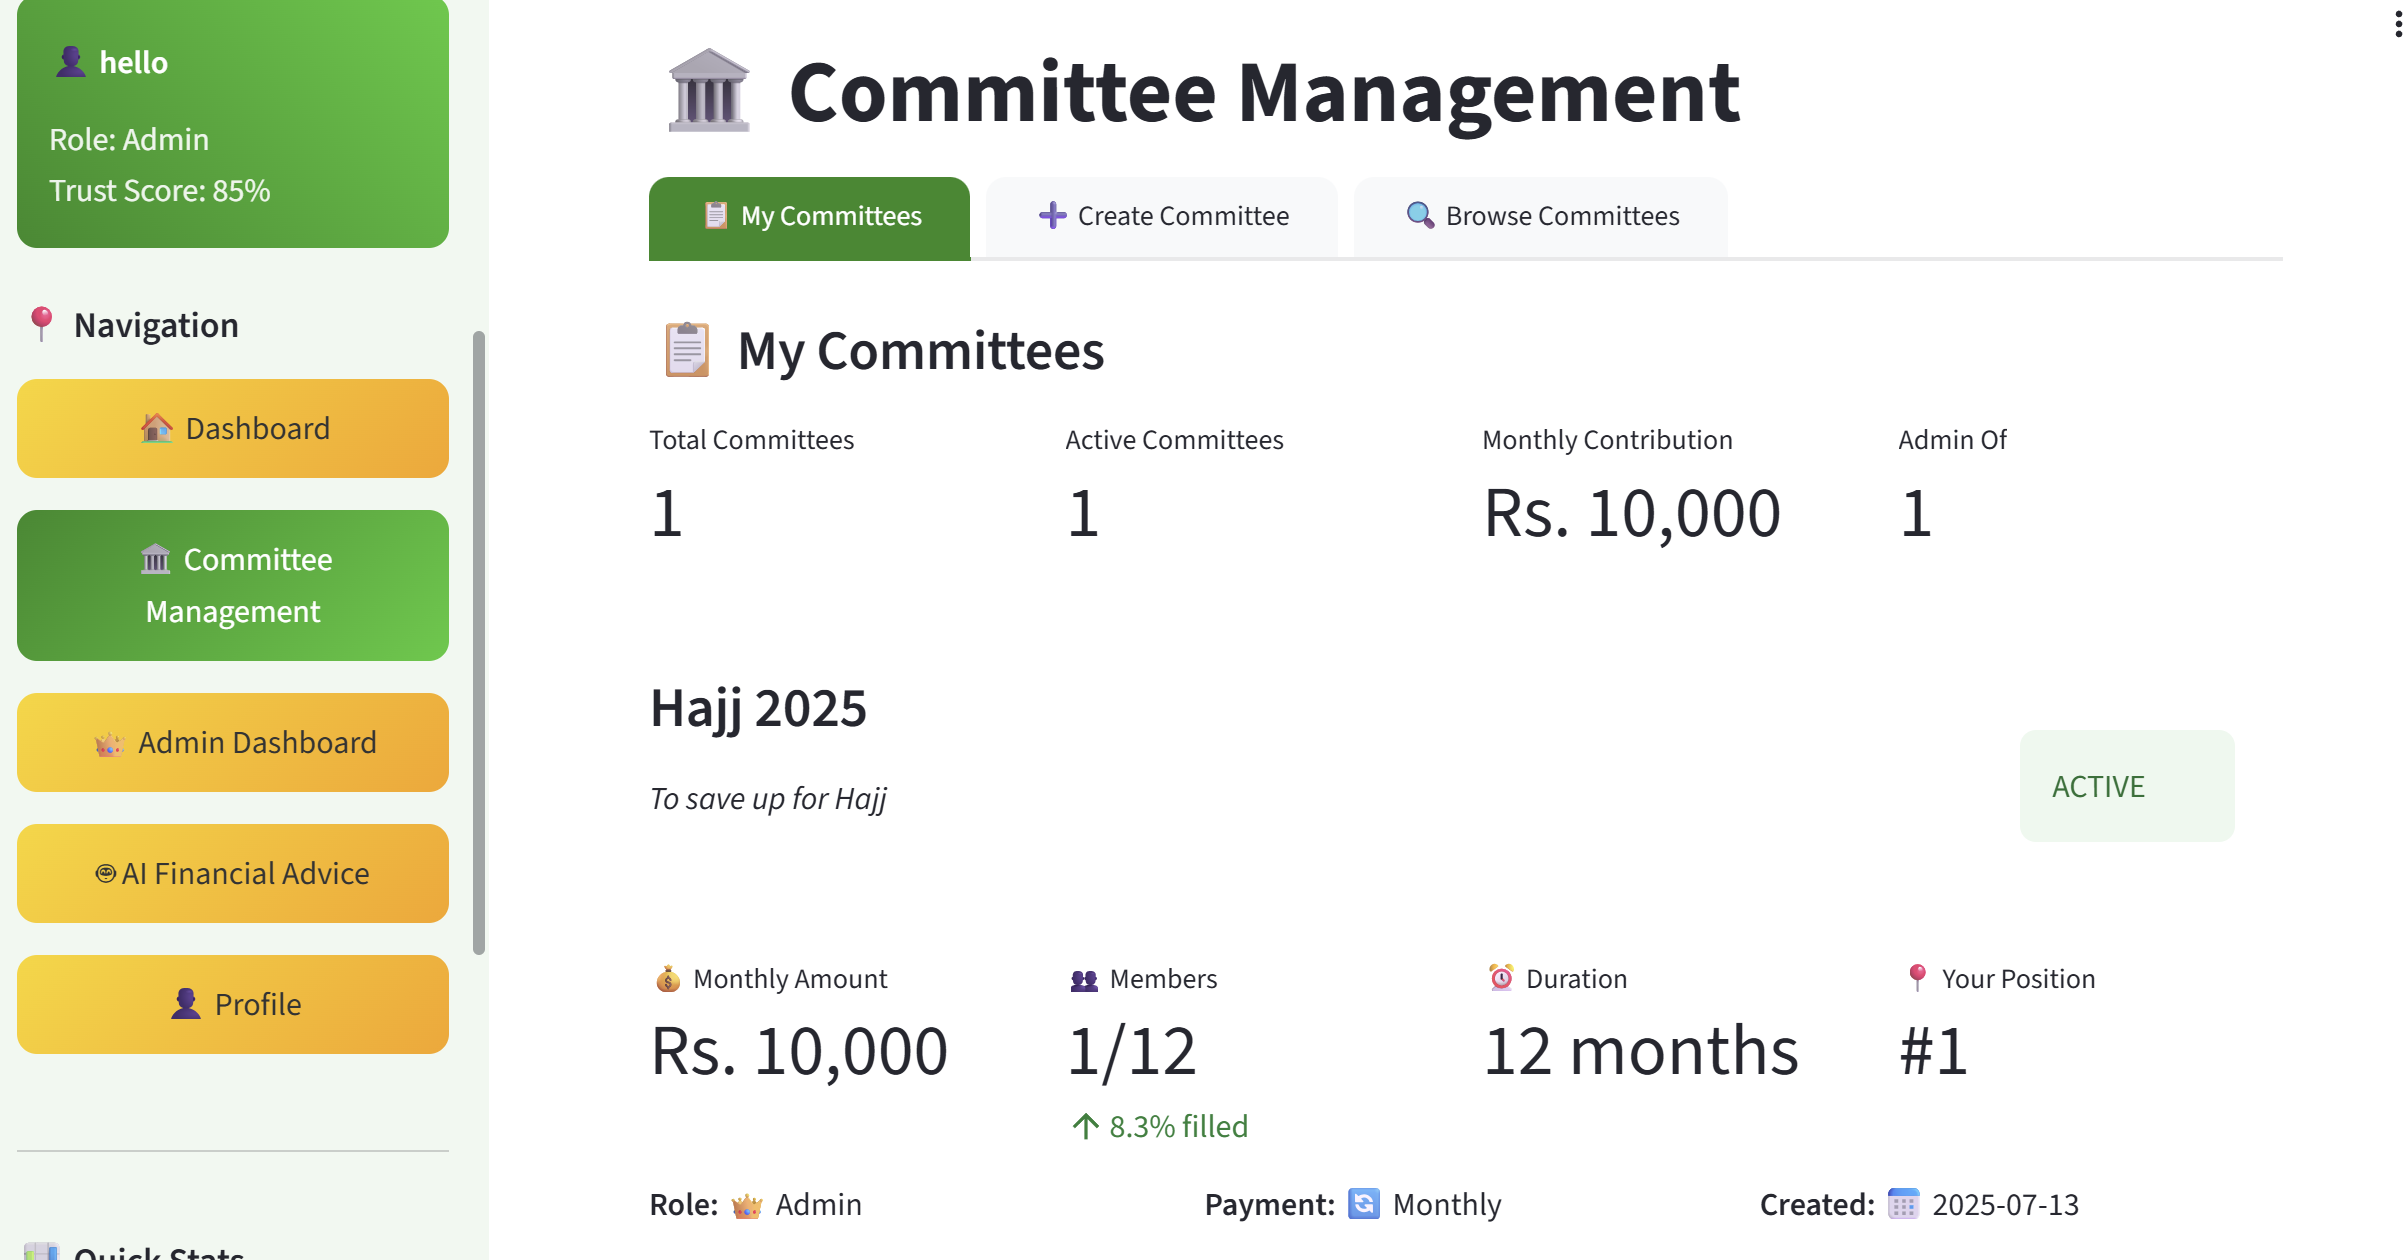 hello
Role: Admin
Trust Score: 85%
Navigation
Dashboard
Committee
Management
Admin Dashboard
AI Financial Advice
Profile
Quick Stats
Committee Management
My Committees
Create Committee
Browse Committees
My Committees
Total Committees
1
Active Committees
1
Monthly Contribution
Rs. 10,000
Admin Of
1
Hajj 2025
To save up for Hajj
ACTIVE
Monthly Amount
Rs. 10,000
Members
1/12
↑ 8.3% filled
Duration
12 months
Your Position
#1
Role: Admin
Payment: Monthly
Created: 2025-07-13